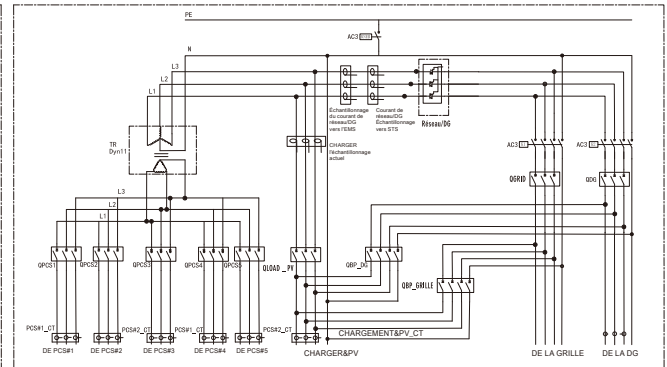 PE
AC3
N
L3
L2
L1
Echantillonnage
du courant de
réseau/DG
vers l'EMS
Courant de
réseau/DG
Échantillonnage
vers STS
Réseau/DG
TR
Dyn11
CHARGER
l'échantillonnage
actuel
AC3
QGRID
AC3
QDG
L3
L2
L1
QPCS1
QPCS2
QPCS3
QPCS4
QPCS5
QLOAD_PV
QBP_DG
QBP_GRILLE
PCS#1_CT
PCS#2_CT
PCS#1_CT
PCS#2_CT
CHARGEMENT&PV_CT
DE PCS#1
DE PCS#2
DE PCS#3
DE PCS#4
DE PCS#5
CHARGER&PV
DE LA GRILLE
DE LA DG